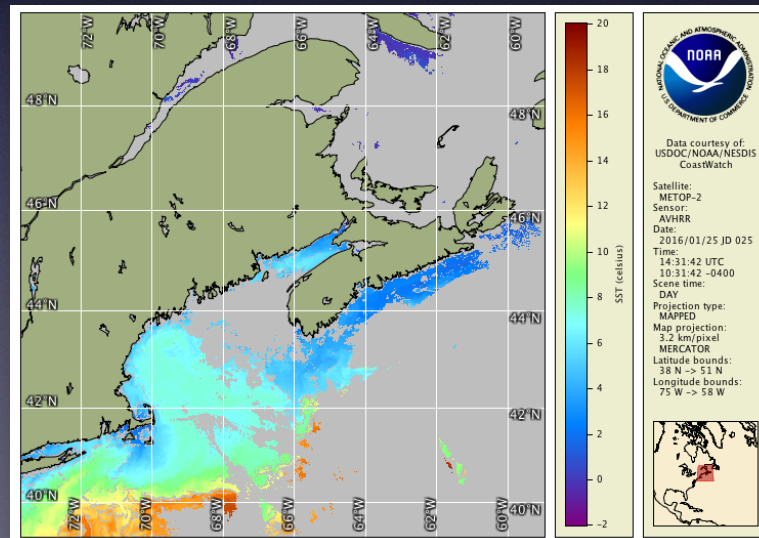 72°W
70°W
68°W
64°W
62°W
60°W
48°N
48°N
46°N
46°N
44°N
44°N
42°N
42°N
40°N
40°N
72°W
70°W
68°W
66°W
64°W
62°W
60°W
20
18
16
14
12
10
8
6
4
2
0
-2
SST (celsius)
NATIONAL OCEANIC AND ATMOSPHERIC ADMINISTRATION
NOAA
U.S. DEPARTMENT OF COMMERCE
Data courtesy of:
USDOC/NOAA/NESDIS
CoastWatch
Satellite:
METOP-2
Sensor:
AVHRR
Date:
2016/01/25 JD 025
Time:
14:31:42 UTC
10:31:42 -0400
Scene time:
DAY
Projection type:
MAPPED
Map projection:
3.2 km/pixel
MERCATOR
Latitude bounds:
38 N -> 51 N
Longitude bounds:
75 W -> 58 W